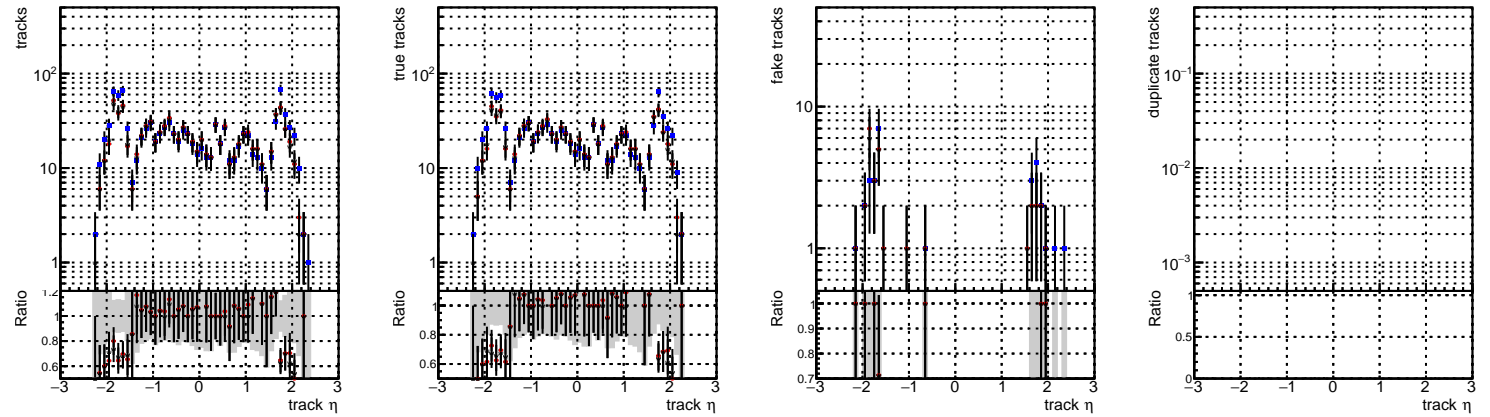 tracks
10²
10
1
Ratio
1.2
1
0.8
0.6
−3 −2 −1 0 1 2 3
track η
true tracks
10²
10
1
Ratio
1
0.8
0.6
−3 −2 −1 0 1 2 3
track η
fake tracks
10
1
Ratio
1
0.9
0.8
0.7
−3 −2 −1 0 1 2 3
track η
duplicate tracks
10⁻¹
10⁻²
10⁻³
Ratio
1
0.5
0
−3 −2 −1 0 1 2 3
track η